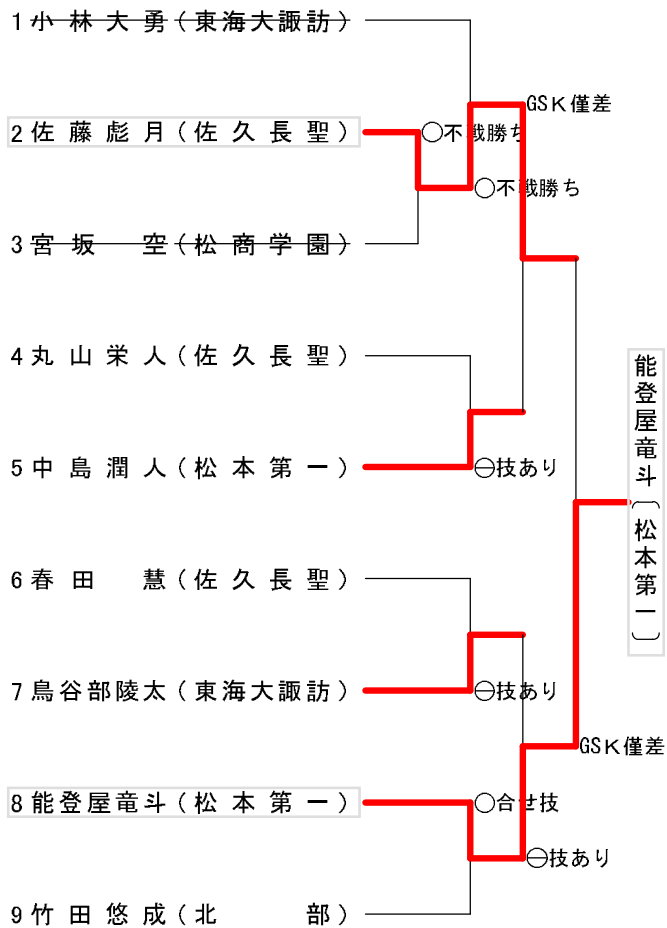 1小林大勇(東海大諏訪)
GSK僅差
2佐藤彪月(佐久長聖)
○不戦勝ち
○不戦勝ち
3宮坂 空(松商学園)
4丸山栄人(佐久長聖)
5中島潤人(松本第一)
⊖技あり
6春田 慧(佐久長聖)
7鳥谷部陵太(東海大諏訪)
⊖技あり
GSK僅差
8能登屋竜斗(松本第一)
○合せ技
⊖技あり
9竹田悠成(北 部)
能登屋竜斗(松本第一)